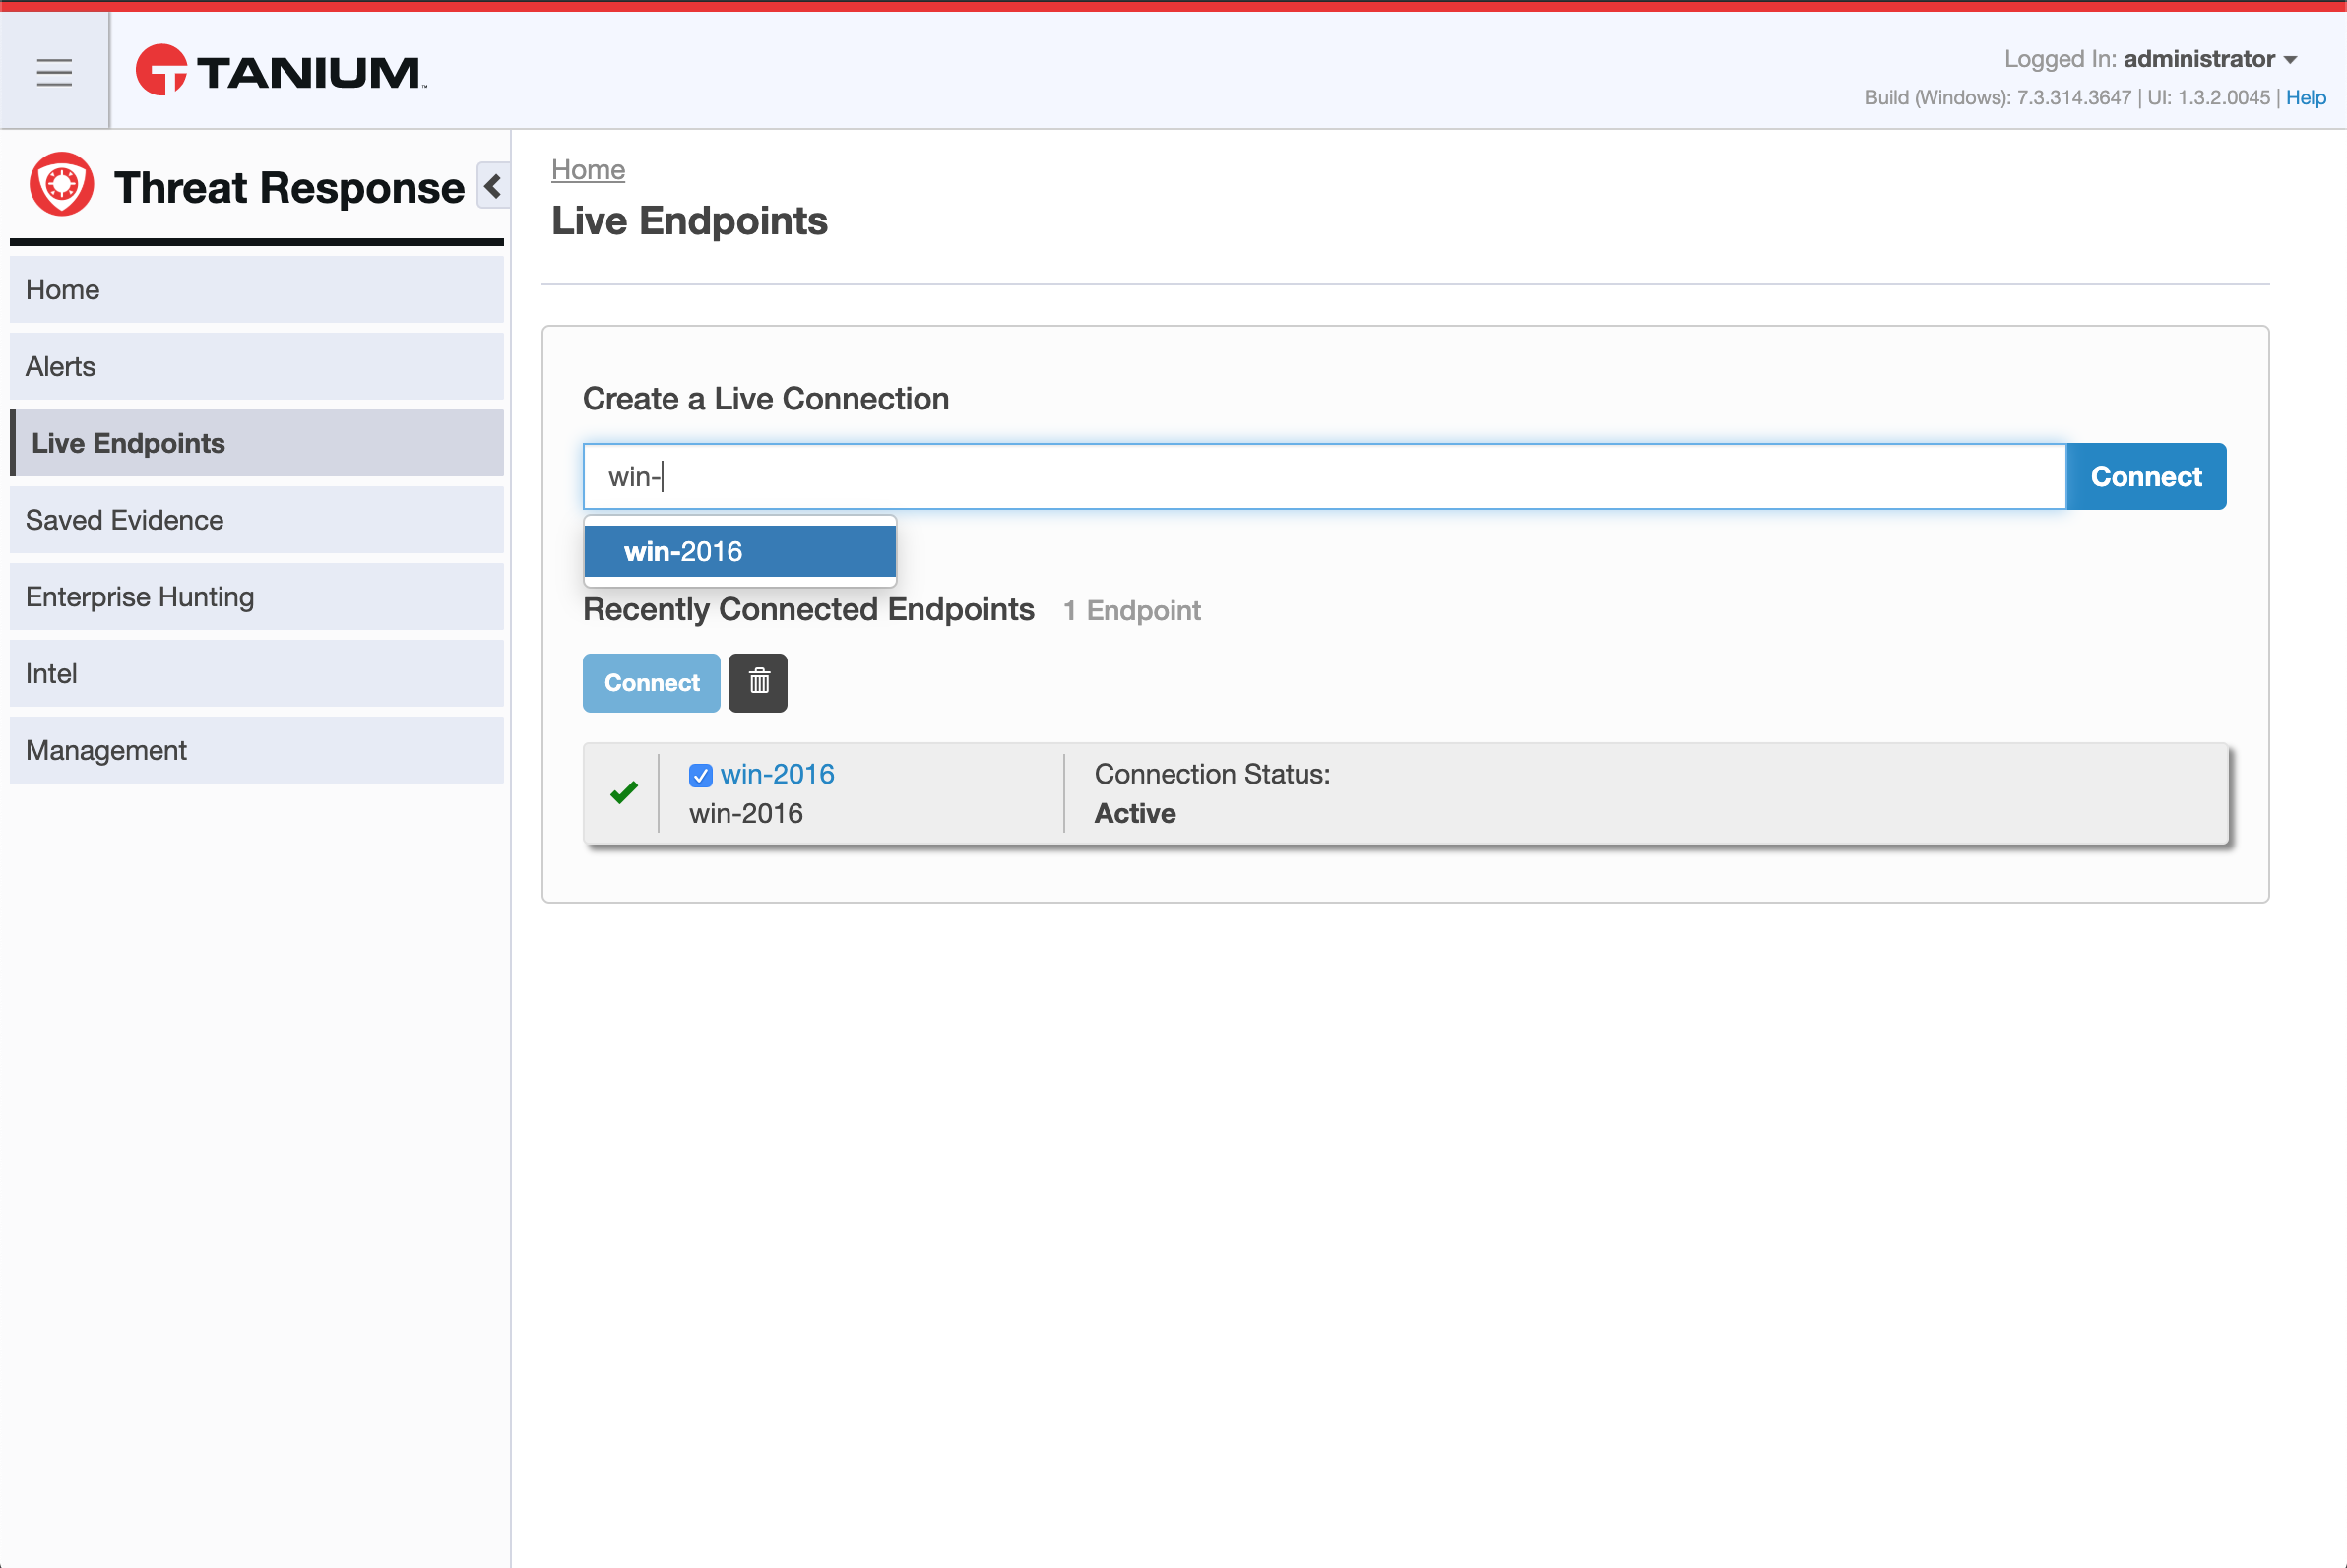 TANIUM™
Logged In: administrator
Build (Windows): 7.3.314.3647 | UI: 1.3.2.0045 | Help
Threat Response
Home
Alerts
Live Endpoints
Saved Evidence
Enterprise Hunting
Intel
Management
Home
Live Endpoints
Create a Live Connection
win-
Connect
win-2016
Recently Connected Endpoints 1 Endpoint
Connect
win-2016
win-2016
Connection Status:
Active